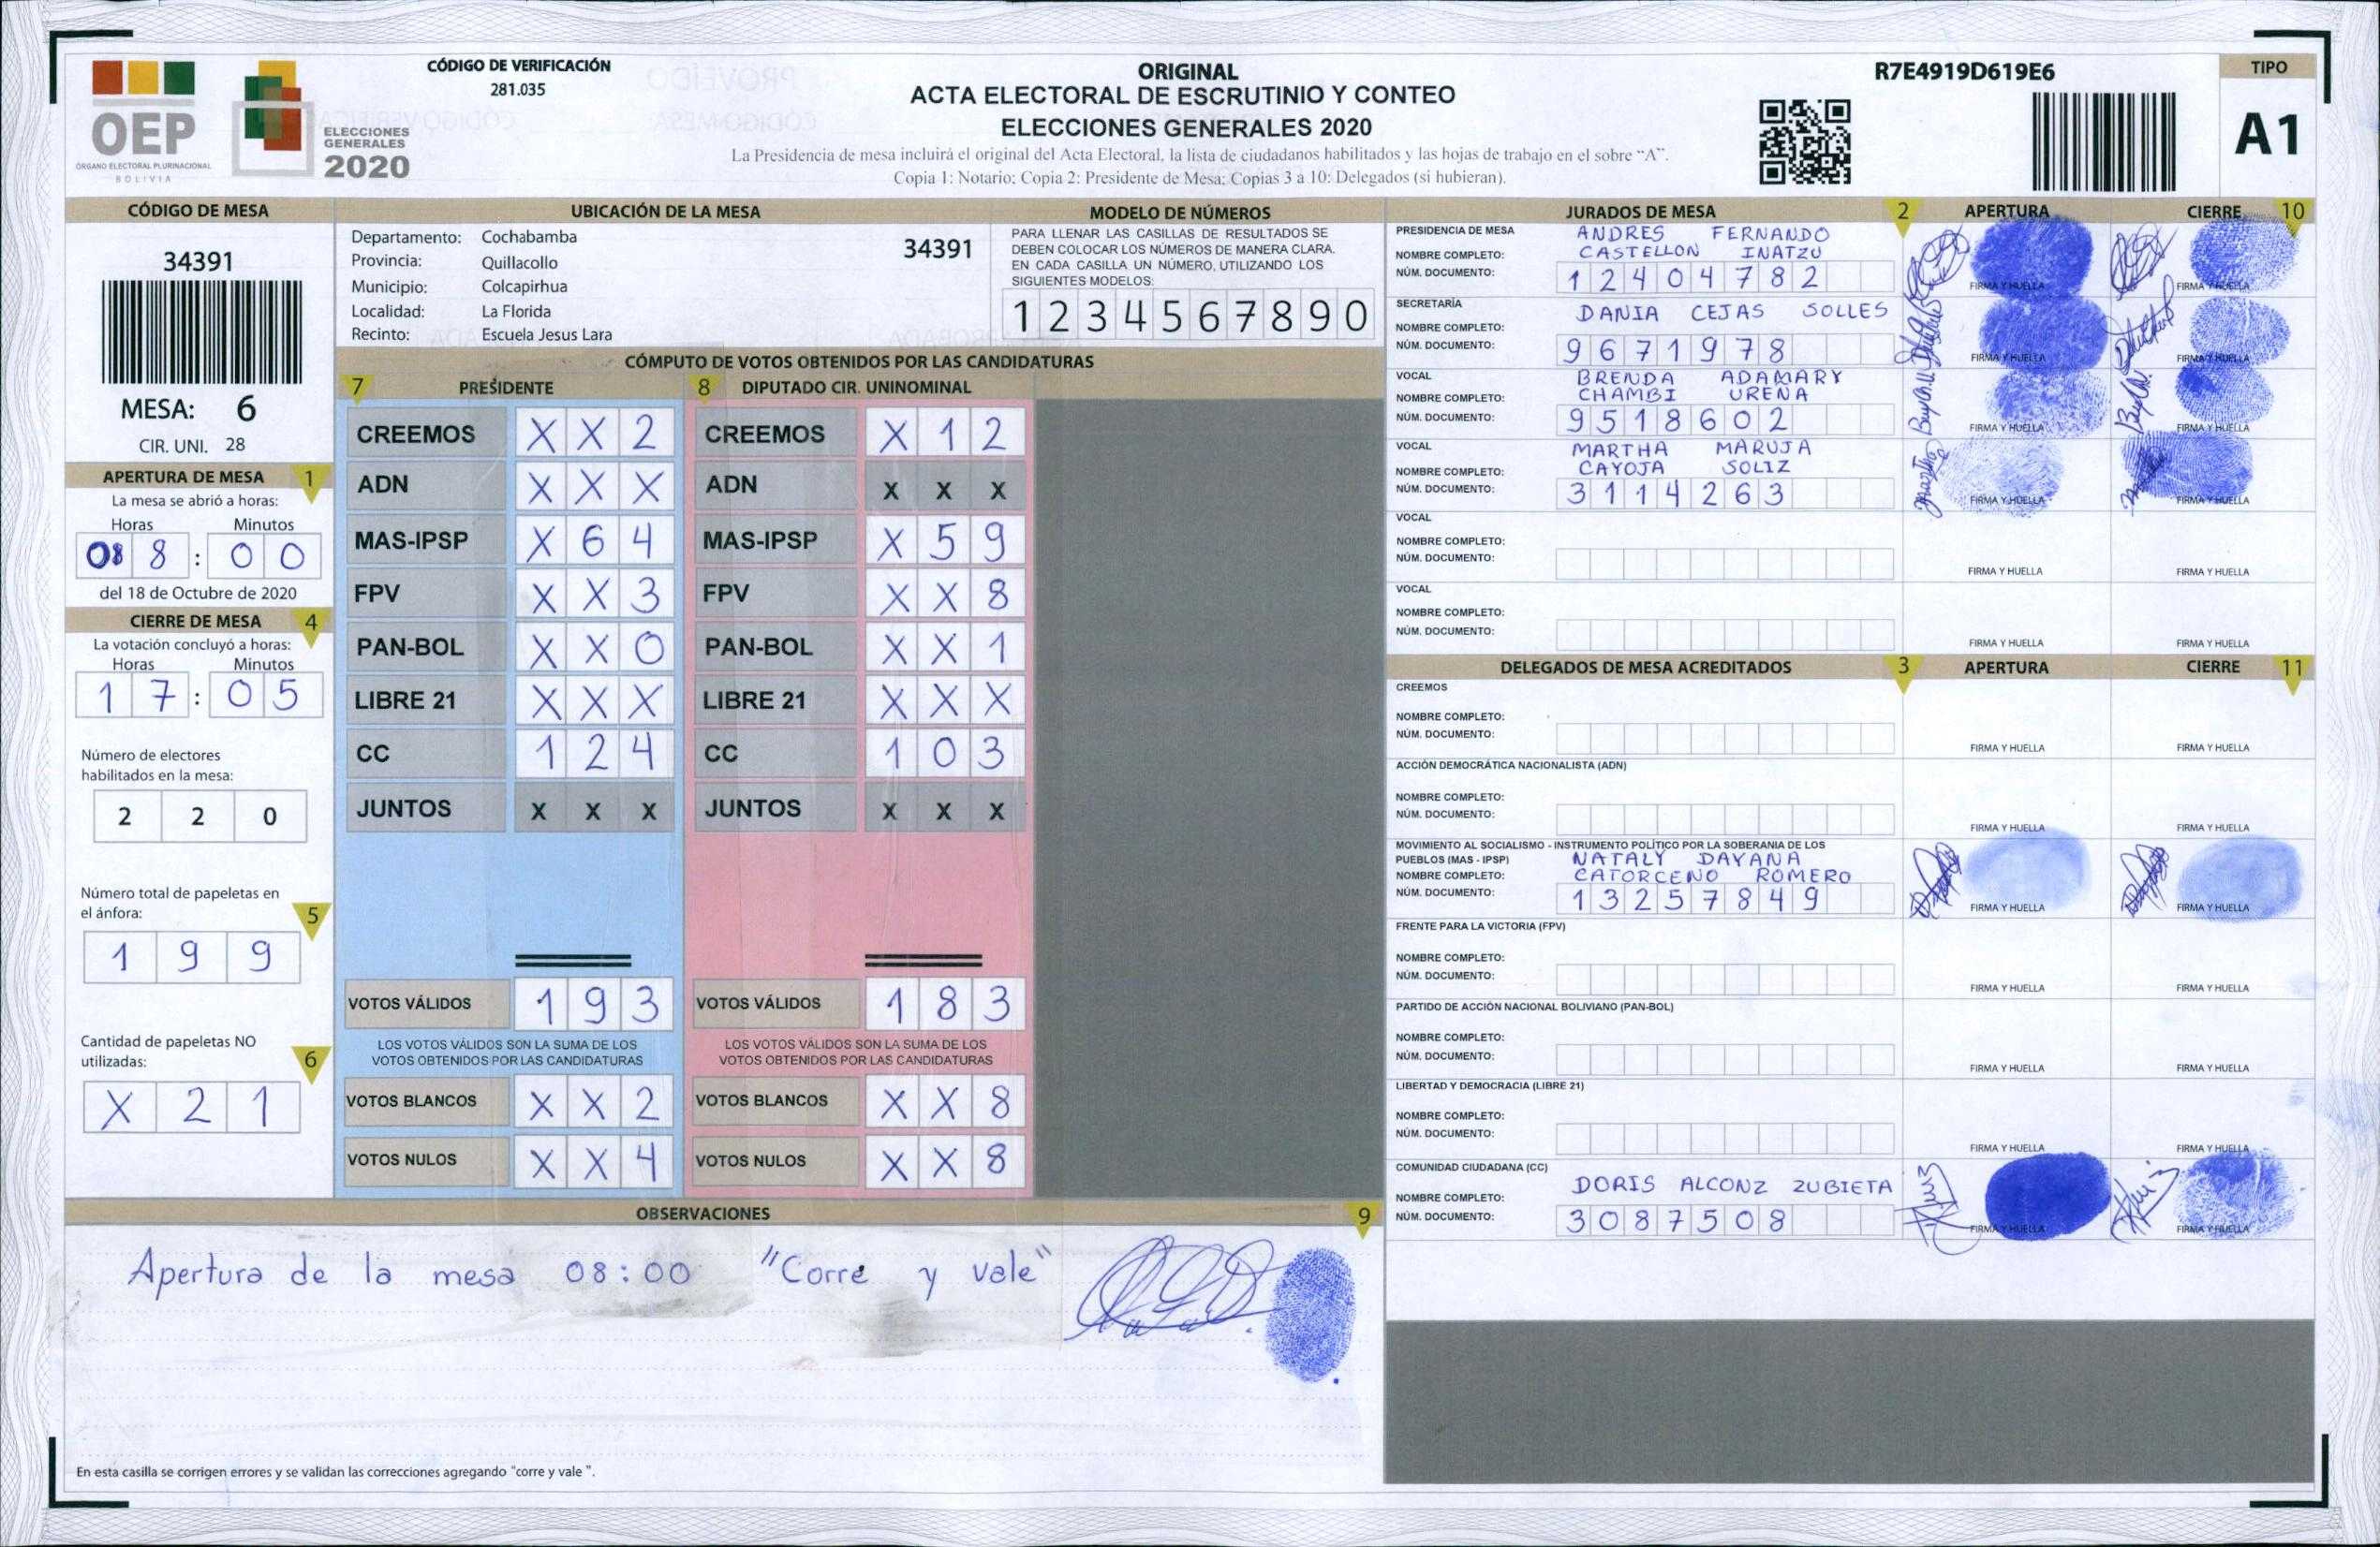 OEP
ÓRGANO ELECTORAL PLURINACIONAL
BOLIVIA
ELECCIONES
GENERALES
2020
CÓDIGO DE VERIFICACIÓN
281.035
ORIGINAL
ACTA ELECTORAL DE ESCRUTINIO Y CONTEO
ELECCIONES GENERALES 2020
La Presidencia de mesa incluirá el original del Acta Electoral, la lista de ciudadanos habilitados y las hojas de trabajo en el sobre "A".
Copia 1: Notario; Copia 2: Presidente de Mesa; Copias 3 a 10: Delegados (si hubieran).
R7E4919D619E6
TIPO
A1
CÓDIGO DE MESA
34391
MESA: 6
CIR. UNI. 28
APERTURA DE MESA 1
La mesa se abrió a horas:
Horas Minutos
08 8 : 0 0
del 18 de Octubre de 2020
CIERRE DE MESA 4
La votación concluyó a horas:
Horas Minutos
1 7 : 0 5
Número de electores
habilitados en la mesa:
2 2 0
Número total de papeletas en
el ánfora: 5
1 9 9
Cantidad de papeletas NO
utilizadas: 6
X 2 1
UBICACIÓN DE LA MESA
Departamento: Cochabamba
Provincia: Quillacollo
Municipio: Colcapirhua
Localidad: La Florida
Recinto: Escuela Jesus Lara
34391
MODELO DE NÚMEROS
PARA LLENAR LAS CASILLAS DE RESULTADOS SE
DEBEN COLOCAR LOS NÚMEROS DE MANERA CLARA.
EN CADA CASILLA UN NÚMERO, UTILIZANDO LOS
SIGUIENTES MODELOS:
1 2 3 4 5 6 7 8 9 0
CÓMPUTO DE VOTOS OBTENIDOS POR LAS CANDIDATURAS
7 PRESIDENTE 8 DIPUTADO CIR. UNINOMINAL
CREEMOS X X 2 CREEMOS X 1 2
ADN X X X ADN X X X
MAS-IPSP X 6 4 MAS-IPSP X 5 9
FPV X X 3 FPV X X 8
PAN-BOL X X 0 PAN-BOL X X 1
LIBRE 21 X X X LIBRE 21 X X X
CC 1 2 4 CC 1 0 3
JUNTOS X X X JUNTOS X X X
VOTOS VÁLIDOS 1 9 3 VOTOS VÁLIDOS 1 8 3
LOS VOTOS VÁLIDOS SON LA SUMA DE LOS LOS VOTOS VÁLIDOS SON LA SUMA DE LOS
VOTOS OBTENIDOS POR LAS CANDIDATURAS VOTOS OBTENIDOS POR LAS CANDIDATURAS
VOTOS BLANCOS X X 2 VOTOS BLANCOS X X 8
VOTOS NULOS X X 4 VOTOS NULOS X X 8
OBSERVACIONES 9
Apertura de la mesa 08:00 "Corre y vale"
En esta casilla se corrigen errores y se validan las correcciones agregando "corre y vale ".
JURADOS DE MESA 2 APERTURA CIERRE 10
PRESIDENCIA DE MESA ANDRES FERNANDO
NOMBRE COMPLETO: CASTELLON INATZU
NÚM. DOCUMENTO: 1 2 4 0 4 7 8 2 FIRMA Y HUELLA FIRMA Y HUELLA
SECRETARÍA DANIA CEJAS SOLLES
NOMBRE COMPLETO:
NÚM. DOCUMENTO: 9 6 7 1 9 7 8 FIRMA Y HUELLA FIRMA Y HUELLA
VOCAL BRENDA ADAMARY
NOMBRE COMPLETO: CHAMBI UREÑA
NÚM. DOCUMENTO: 9 5 1 8 6 0 2 FIRMA Y HUELLA FIRMA Y HUELLA
VOCAL MARTHA MARUJA
NOMBRE COMPLETO: CAYOJA SOLIZ
NÚM. DOCUMENTO: 3 1 1 4 2 6 3 FIRMA Y HUELLA FIRMA Y HUELLA
VOCAL
NOMBRE COMPLETO:
NÚM. DOCUMENTO: FIRMA Y HUELLA FIRMA Y HUELLA
VOCAL
NOMBRE COMPLETO:
NÚM. DOCUMENTO: FIRMA Y HUELLA FIRMA Y HUELLA
DELEGADOS DE MESA ACREDITADOS 3 APERTURA CIERRE 11
CREEMOS
NOMBRE COMPLETO:
NÚM. DOCUMENTO: FIRMA Y HUELLA FIRMA Y HUELLA
ACCIÓN DEMOCRÁTICA NACIONALISTA (ADN)
NOMBRE COMPLETO:
NÚM. DOCUMENTO: FIRMA Y HUELLA FIRMA Y HUELLA
MOVIMIENTO AL SOCIALISMO - INSTRUMENTO POLÍTICO POR LA SOBERANIA DE LOS
PUEBLOS (MAS - IPSP) NATALY DAYANA
NOMBRE COMPLETO: CATORCENO ROMERO
NÚM. DOCUMENTO: 1 3 2 5 7 8 4 9 FIRMA Y HUELLA FIRMA Y HUELLA
FRENTE PARA LA VICTORIA (FPV)
NOMBRE COMPLETO:
NÚM. DOCUMENTO: FIRMA Y HUELLA FIRMA Y HUELLA
PARTIDO DE ACCIÓN NACIONAL BOLIVIANO (PAN-BOL)
NOMBRE COMPLETO:
NÚM. DOCUMENTO: FIRMA Y HUELLA FIRMA Y HUELLA
LIBERTAD Y DEMOCRACIA (LIBRE 21)
NOMBRE COMPLETO:
NÚM. DOCUMENTO: FIRMA Y HUELLA FIRMA Y HUELLA
COMUNIDAD CIUDADANA (CC) DORIS ALCONZ ZUBIETA
NOMBRE COMPLETO:
NÚM. DOCUMENTO: 3 0 8 7 5 0 8 FIRMA Y HUELLA FIRMA Y HUELLA